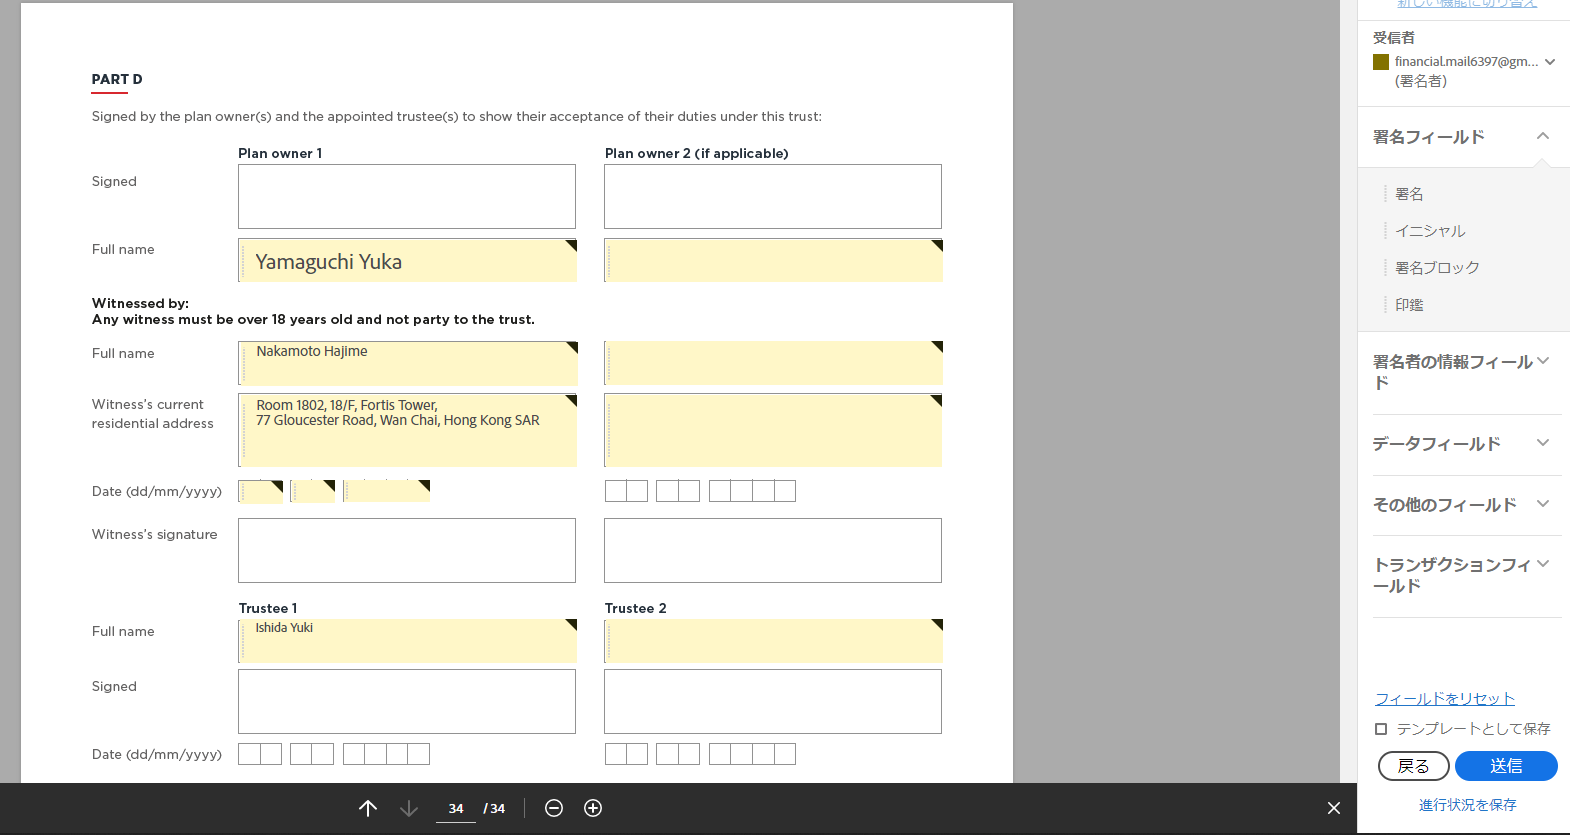 新しい機能に切り替え
受信者
financial.mail6397@gm...
(署名者)
署名フィールド
署名
イニシャル
署名ブロック
印鑑
署名者の情報フィールド
データフィールド
その他のフィールド
トランザクションフィールド
フィールドをリセット
テンプレートとして保存
戻る 送信
進行状況を保存
PART D
Signed by the plan owner(s) and the appointed trustee(s) to show their acceptance of their duties under this trust:
Plan owner 1 Plan owner 2 (if applicable)
Signed
Full name Yamaguchi Yuka
Witnessed by:
Any witness must be over 18 years old and not party to the trust.
Full name Nakamoto Hajime
Witness's current Room 1802, 18/F, Fortis Tower,
residential address 77 Gloucester Road, Wan Chai, Hong Kong SAR
Date (dd/mm/yyyy)
Witness's signature
Trustee 1 Trustee 2
Full name Ishida Yuki
Signed
Date (dd/mm/yyyy)
34 / 34